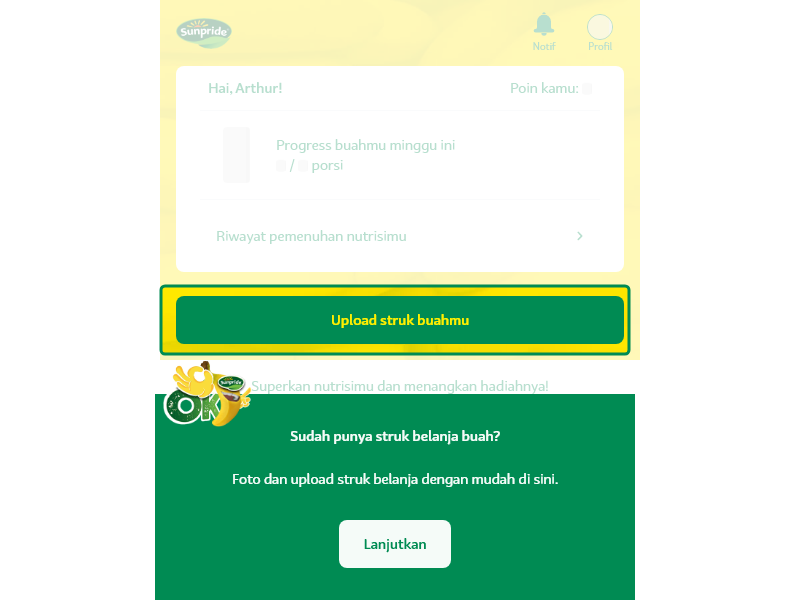 Sunpride
Notif
Profil
Hai, Arthur!
Poin kamu:
Progress buahmu minggu ini
/ porsi
Riwayat pemenuhan nutrisimu
Upload struk buahmu
Superkan nutrisimu dan menangkan hadiahnya!
Sunpride
OK
Sudah punya struk belanja buah?
Foto dan upload struk belanja dengan mudah di sini.
Lanjutkan